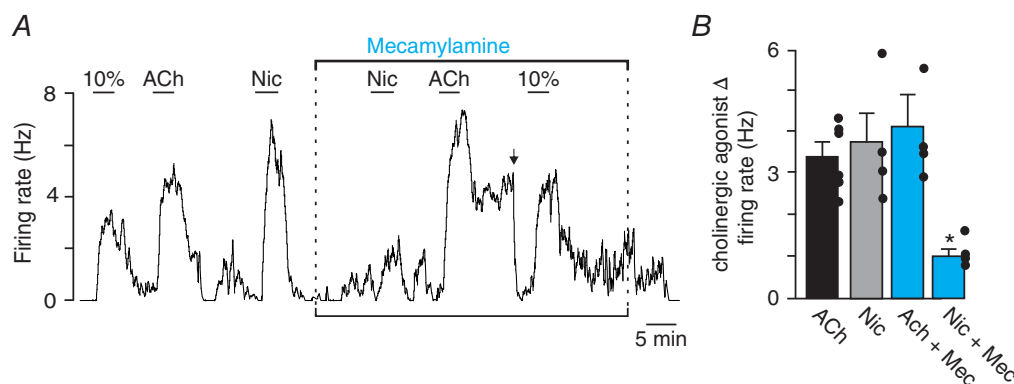 A
Mecamylamine
10% ACh Nic Nic ACh 10%
8
4
0
Firing rate (Hz)
5 min
B
6
3
0
cholinergic agonist Δ
firing rate (Hz)
*
ACh
Nic
Ach + Mec
Nic + Mec